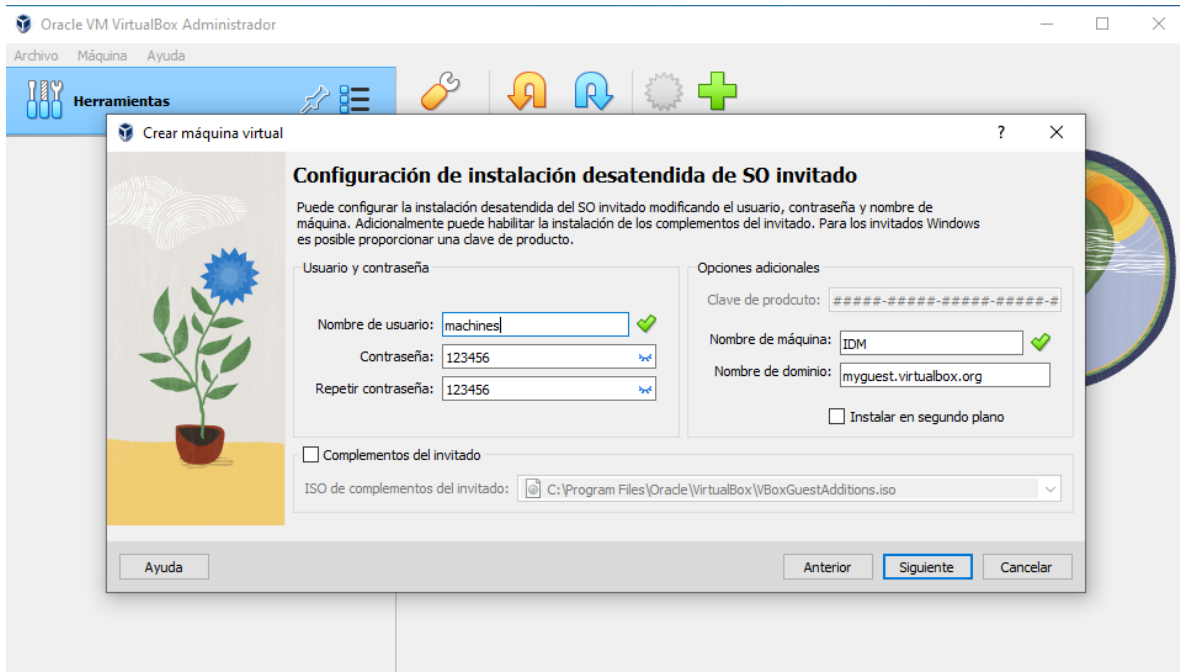 Oracle VM VirtualBox Administrador
Archivo Máquina Ayuda
Herramientas
Crear máquina virtual
?
Configuración de instalación desatendida de SO invitado
Puede configurar la instalación desatendida del SO invitado modificando el usuario, contraseña y nombre de
máquina. Adicionalmente puede habilitar la instalación de los complementos del invitado. Para los invitados Windows
es posible proporcionar una clave de producto.
Usuario y contraseña
Nombre de usuario: machines
Contraseña: 123456
Repetir contraseña: 123456
Opciones adicionales
Clave de prodcuto: #####-#####-#####-#####-#
Nombre de máquina: IDM
Nombre de dominio: myguest.virtualbox.org
Instalar en segundo plano
Complementos del invitado
ISO de complementos del invitado: C:\Program Files\Oracle\VirtualBox\VBoxGuestAdditions.iso
Ayuda Anterior Siguiente Cancelar